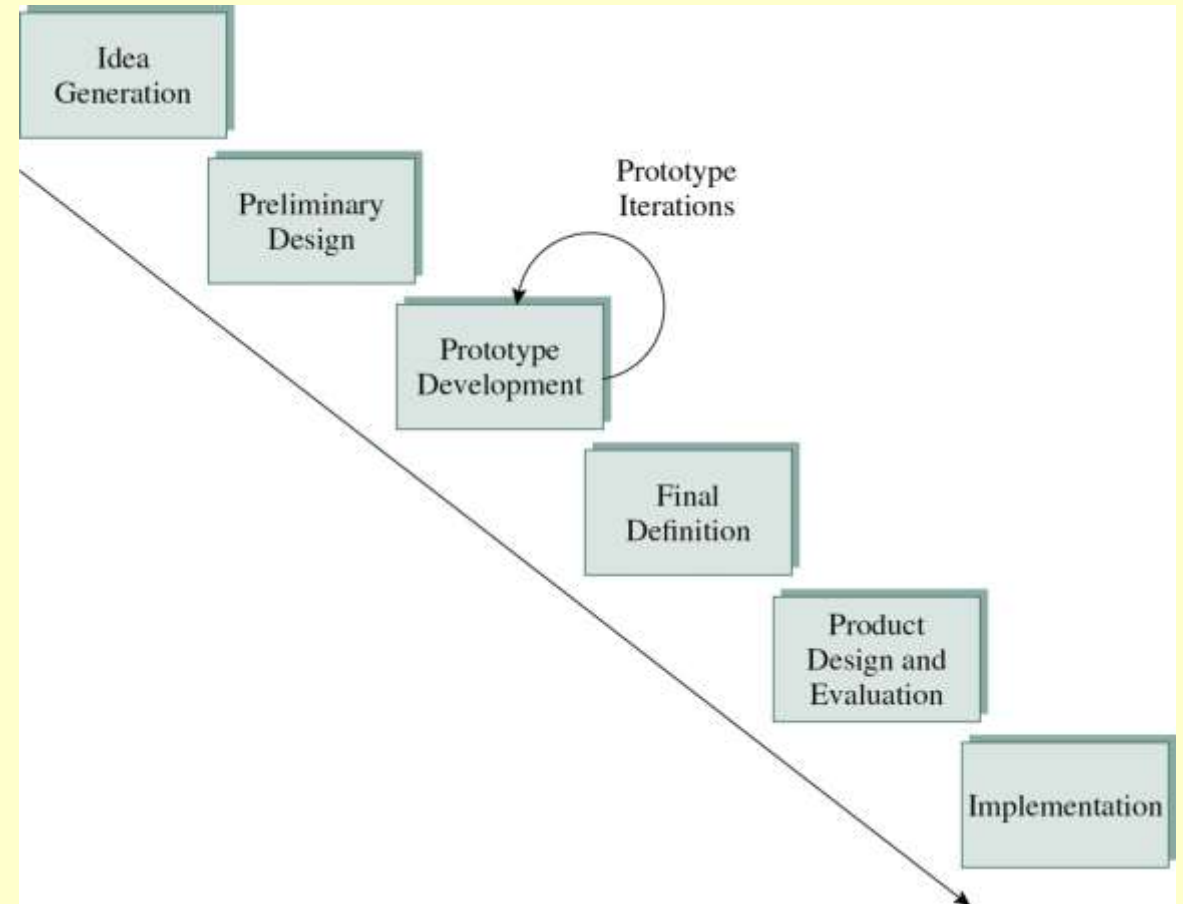 Idea
Generation
Preliminary
Design
Prototype
Iterations
Prototype
Development
Final
Definition
Product
Design and
Evaluation
Implementation